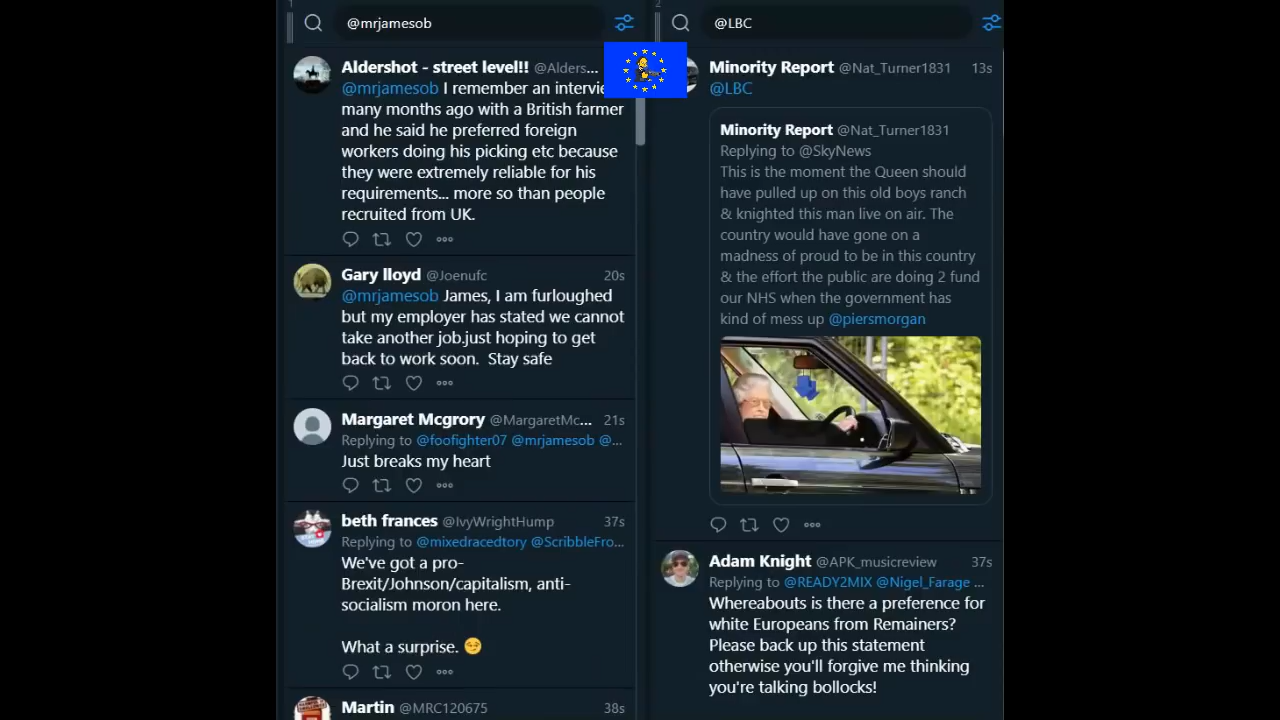 1
@mrjamesob
Aldershot - street level!! @Alders...
@mrjamesob I remember an intervie
many months ago with a British farmer
and he said he preferred foreign
workers doing his picking etc because
they were extremely reliable for his
requirements... more so than people
recruited from UK.
Gary lloyd @Joenufc 20s
@mrjamesob James, I am furloughed
but my employer has stated we cannot
take another job.just hoping to get
back to work soon.  Stay safe
Margaret Mcgrory @MargaretMc... 21s
Replying to @foofighter07 @mrjamesob @...
Just breaks my heart
beth frances @IvyWrightHump 37s
Replying to @mixedracedtory @ScribbleFro...
We've got a pro-
Brexit/Johnson/capitalism, anti-
socialism moron here.
What a surprise. 😏
Martin @MRC120675 38s
2
@LBC
Minority Report @Nat_Turner1831 13s
@LBC
Minority Report @Nat_Turner1831
Replying to @SkyNews
This is the moment the Queen should
have pulled up on this old boys ranch
& knighted this man live on air. The
country would have gone on a
madness of proud to be in this country
& the effort the public are doing 2 fund
our NHS when the government has
kind of mess up @piersmorgan
Adam Knight @APK_musicreview 37s
Replying to @READY2MIX @Nigel_Farage ...
Whereabouts is there a preference for
white Europeans from Remainers?
Please back up this statement
otherwise you'll forgive me thinking
you're talking bollocks!